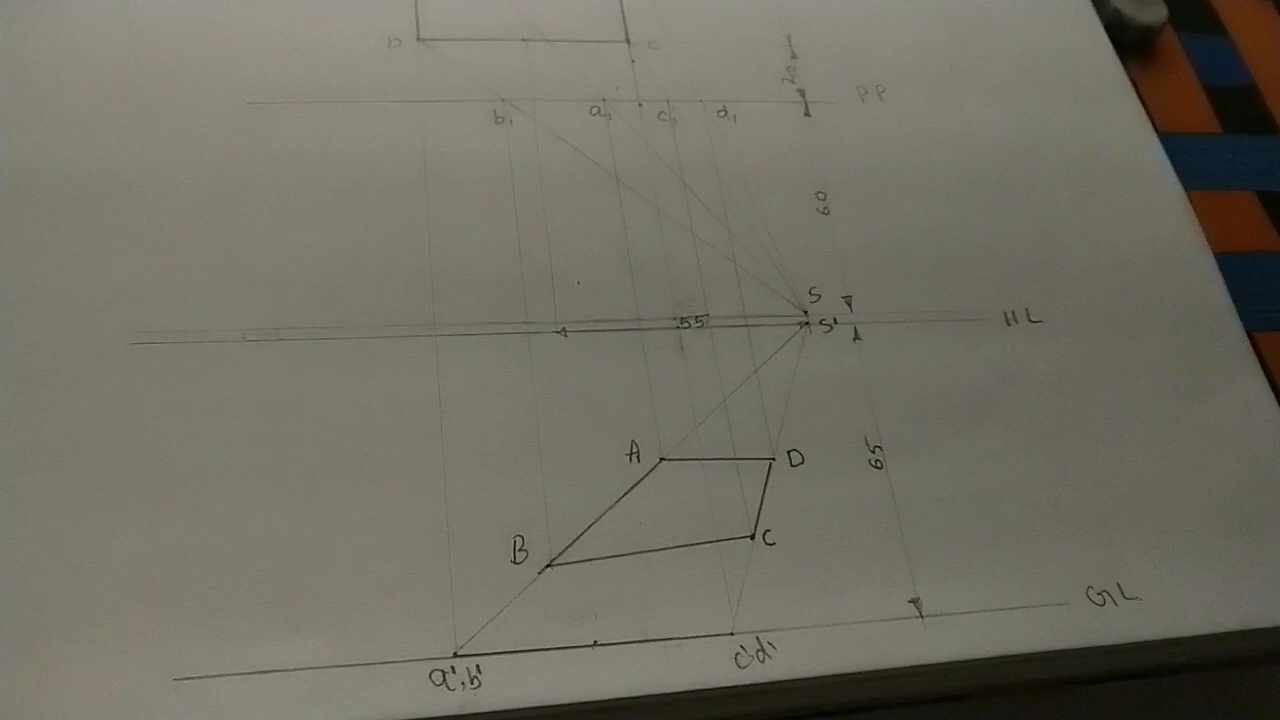 b c
20
PP
b₁ a₁ c₁ d₁
60
S
55 S' HL
A D
65
B C
GL
a',b' c'd'